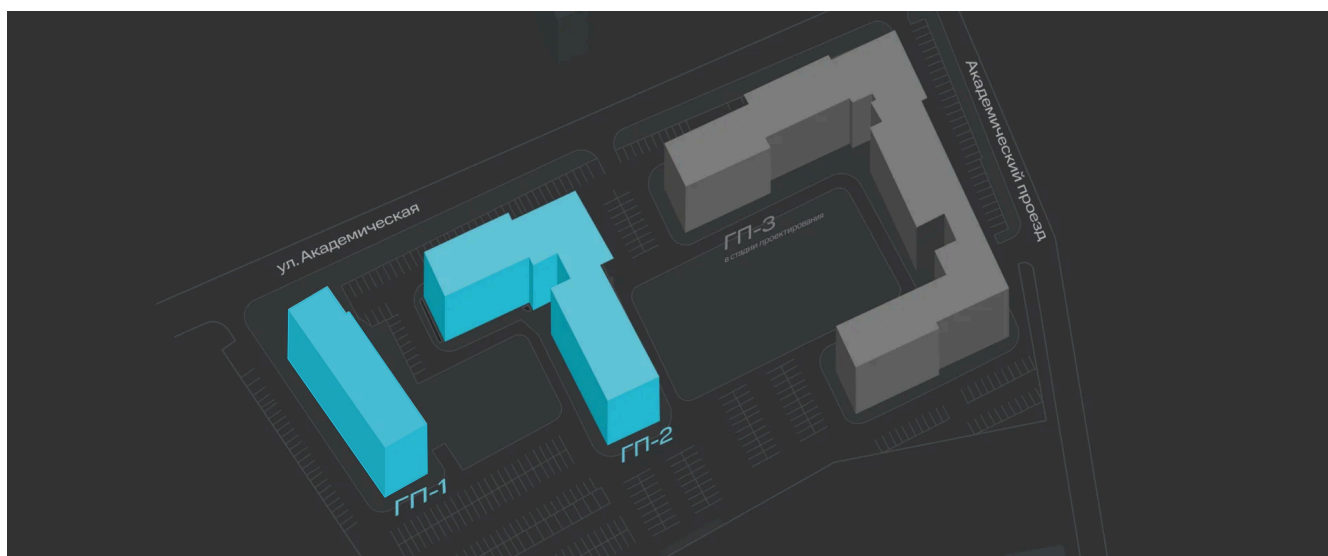 ул. Академическая
Академический проезд
ГП-3
в стадии проектирования
ГП-2
ГП-1